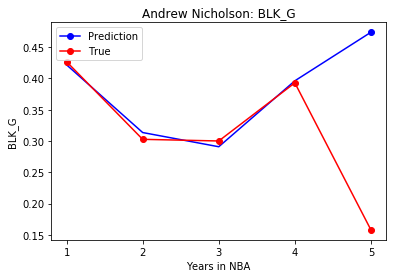 Andrew Nicholson: BLK_G
Prediction
True
BLK_G
0.45
0.40
0.35
0.30
0.25
0.20
0.15
1 2 3 4 5
Years in NBA